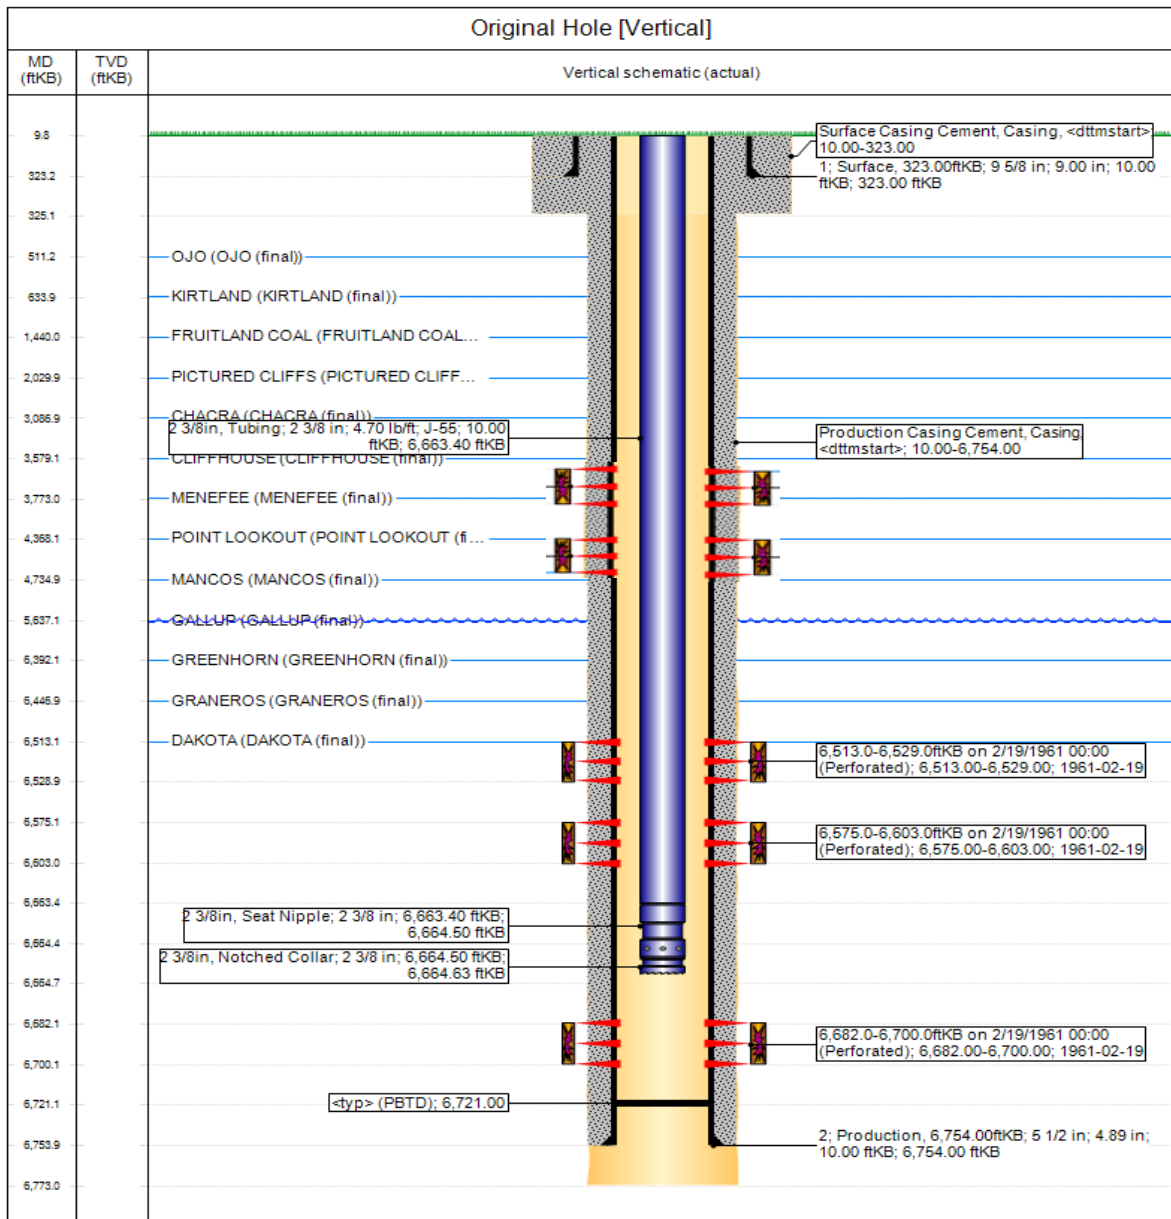 Original Hole [Vertical]
MD
(ftKB)
TVD
(ftKB)
Vertical schematic (actual)
9.8
Surface Casing Cement, Casing, <dttmstart>;
10.00-323.00
323.2
1; Surface, 323.00ftKB; 9 5/8 in; 9.00 in; 10.00
ftKB; 323.00 ftKB
325.1
511.2
OJO (OJO (final))
633.9
KIRTLAND (KIRTLAND (final))
1,440.0
FRUITLAND COAL (FRUITLAND COAL...
2,029.9
PICTURED CLIFFS (PICTURED CLIFF...
3,086.9
CHACRA (CHACRA (final))
2 3/8in, Tubing; 2 3/8 in; 4.70 lb/ft; J-55; 10.00
ftKB; 6,663.40 ftKB
Production Casing Cement, Casing,
<dttmstart>; 10.00-6,754.00
3,579.1
CLIFFHOUSE (CLIFFHOUSE (final))
3,773.0
MENEFEE (MENEFEE (final))
4,368.1
POINT LOOKOUT (POINT LOOKOUT (fi...
4,734.9
MANCOS (MANCOS (final))
5,637.1
GALLUP (GALLUP (final))
6,392.1
GREENHORN (GREENHORN (final))
6,446.9
GRANEROS (GRANEROS (final))
6,513.1
DAKOTA (DAKOTA (final))
6,513.0-6,529.0ftKB on 2/19/1961 00:00
(Perforated); 6,513.00-6,529.00; 1961-02-19
6,528.9
6,575.1
6,575.0-6,603.0ftKB on 2/19/1961 00:00
(Perforated); 6,575.00-6,603.00; 1961-02-19
6,603.0
6,663.4
2 3/8in, Seat Nipple; 2 3/8 in; 6,663.40 ftKB;
6,664.50 ftKB
6,664.4
2 3/8in, Notched Collar; 2 3/8 in; 6,664.50 ftKB;
6,664.63 ftKB
6,664.7
6,682.1
6,682.0-6,700.0ftKB on 2/19/1961 00:00
(Perforated); 6,682.00-6,700.00; 1961-02-19
6,700.1
6,721.1
<typ> (PBTD); 6,721.00
6,753.9
2; Production, 6,754.00ftKB; 5 1/2 in; 4.89 in;
10.00 ftKB; 6,754.00 ftKB
6,773.0